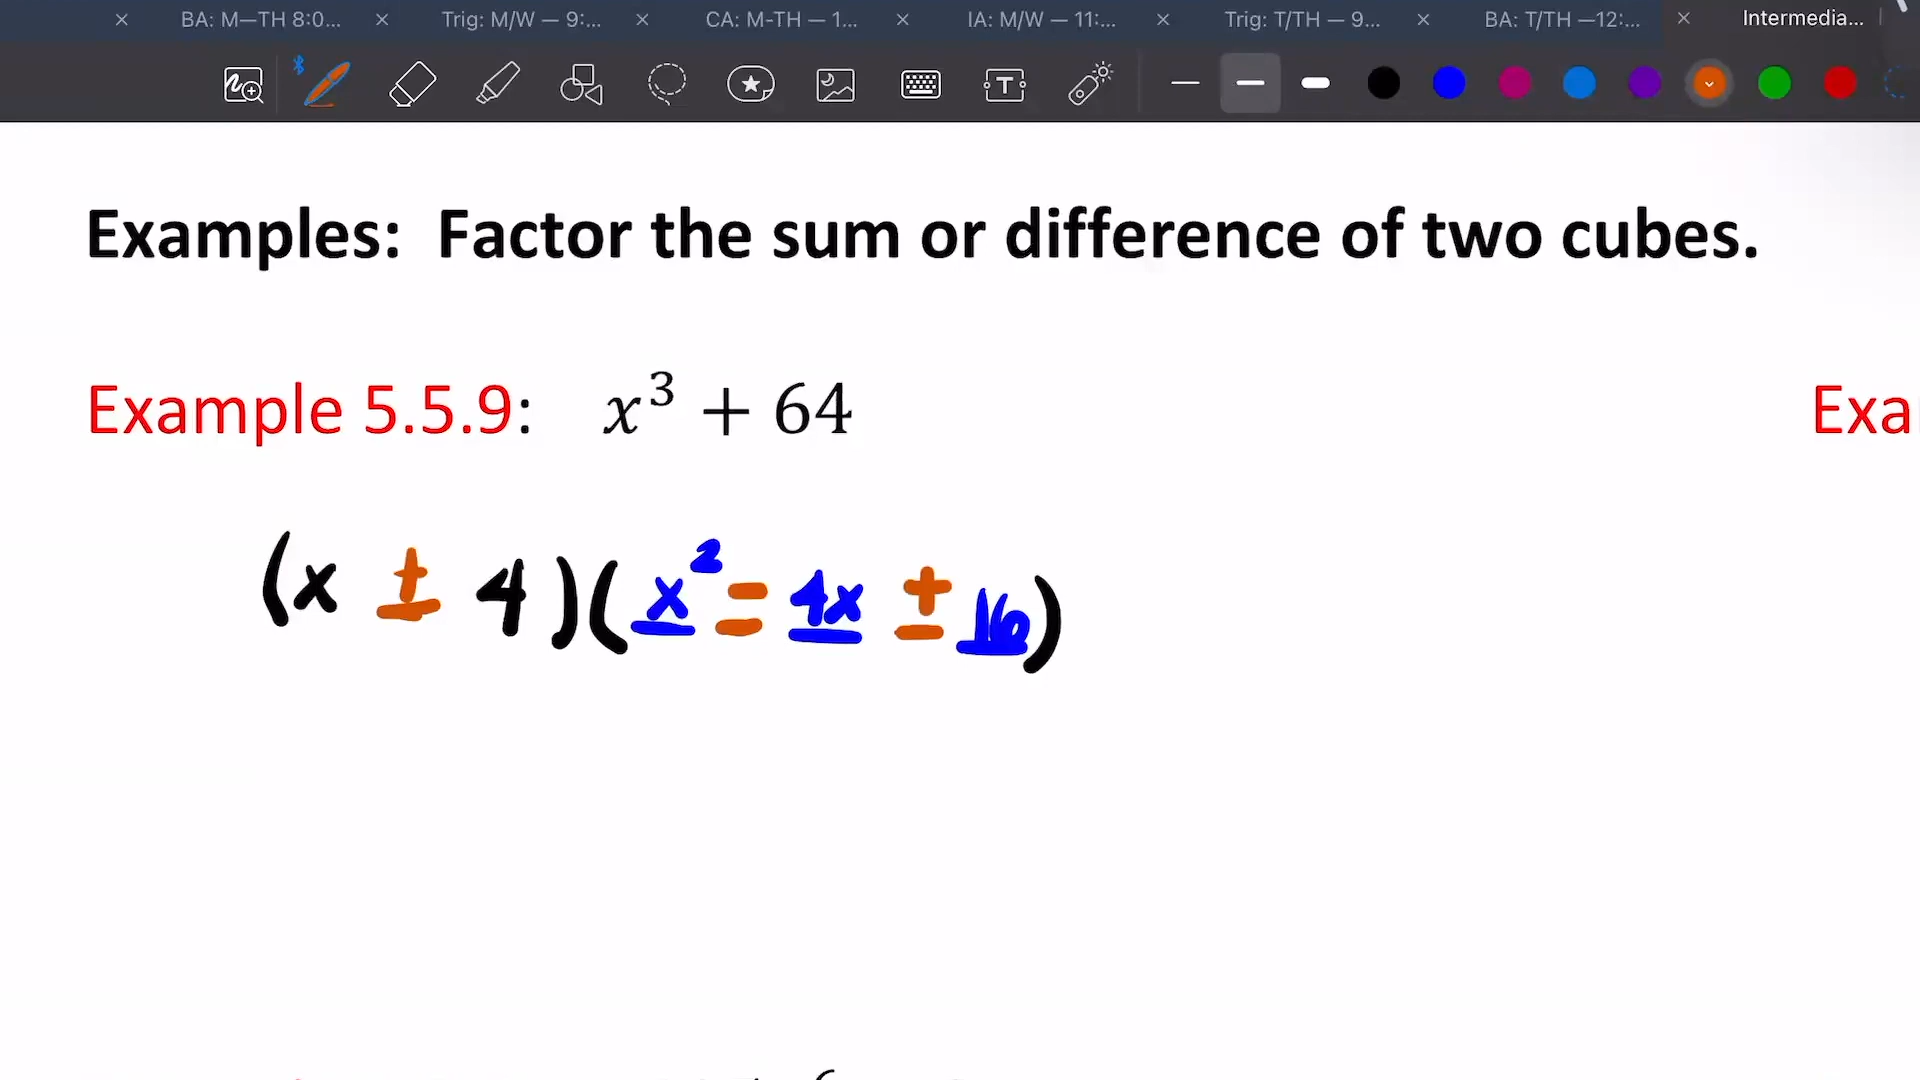 BA: M—TH 8:0... Trig: M/W — 9:... CA: M-TH — 1... IA: M/W — 11:... Trig: T/TH — 9... BA: T/TH —12:... Intermedia...
Examples: Factor the sum or difference of two cubes.
Example 5.5.9: x³ + 64 Exa
(x + 4)(x² - 4x + 16)